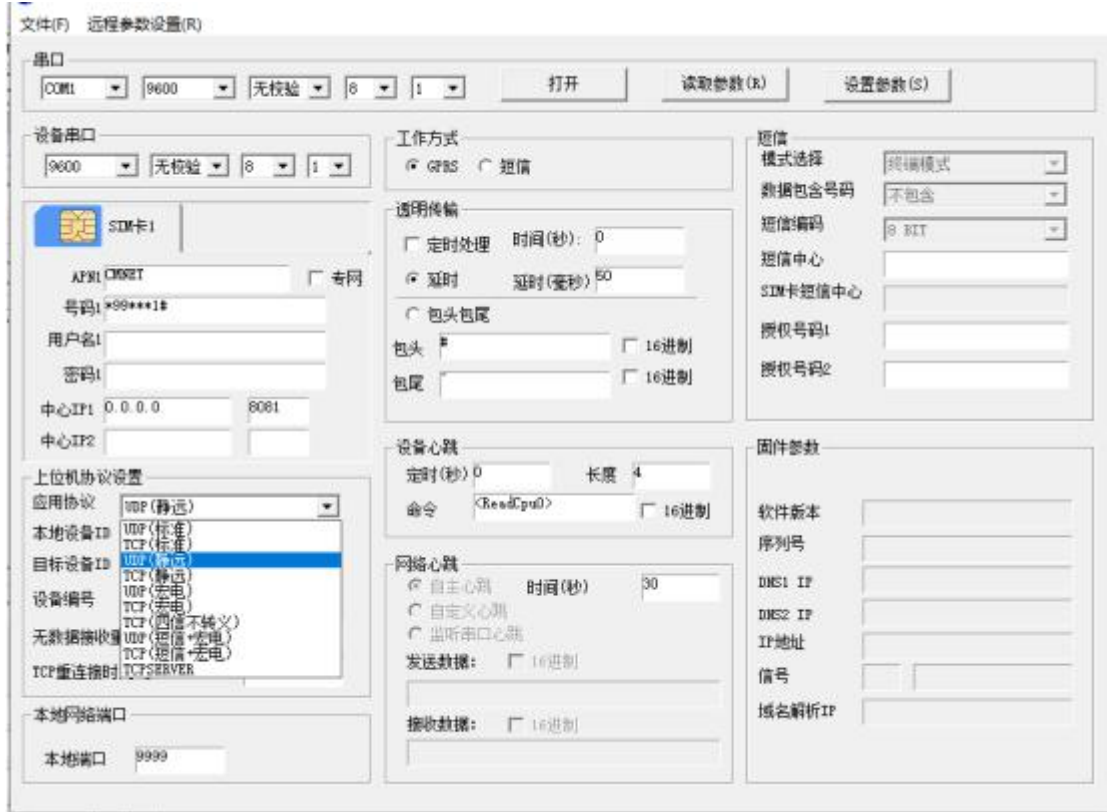 文件(F) 远程参数设置(R)
串口
COM1 9600 无校验 8 1 打开 读取参数(R) 设置参数(S)
设备串口
9600 无校验 8 1
SIM卡1
APN1 CMNET 专网
号码1 *99***1#
用户名1
密码1
中心IP1 0.0.0.0 8081
中心IP2
上位机协议设置
应用协议 UDP(静远)
本地设备ID
目标设备ID
设备编号
无数据接收重
TCP重连接时
UDP(标准)
TCP(标准)
UDP(静远)
TCP(静远)
UDP(宏电)
TCP(宏电)
TCP(四信不转义)
UDP(短信+宏电)
TCP(短信+宏电)
TCPSERVER
本地网络端口
本地端口 9999
工作方式
GPRS 短信
透明传输
定时处理 时间(秒): 0
延时 延时(毫秒) 50
包头包尾
包头 # 16进制
包尾 16进制
设备心跳
定时(秒) 0 长度 4
命令 <ReadCpu0> 16进制
网络心跳
自主心跳 时间(秒) 30
自定义心跳
监听串口心跳
发送数据: 16进制
接收数据: 16进制
短信
模式选择 终端模式
数据包含号码 不包含
短信编码 8 BIT
短信中心
SIM卡短信中心
授权号码1
授权号码2
固件参数
软件版本
序列号
DNS1 IP
DNS2 IP
IP地址
信号
域名解析IP